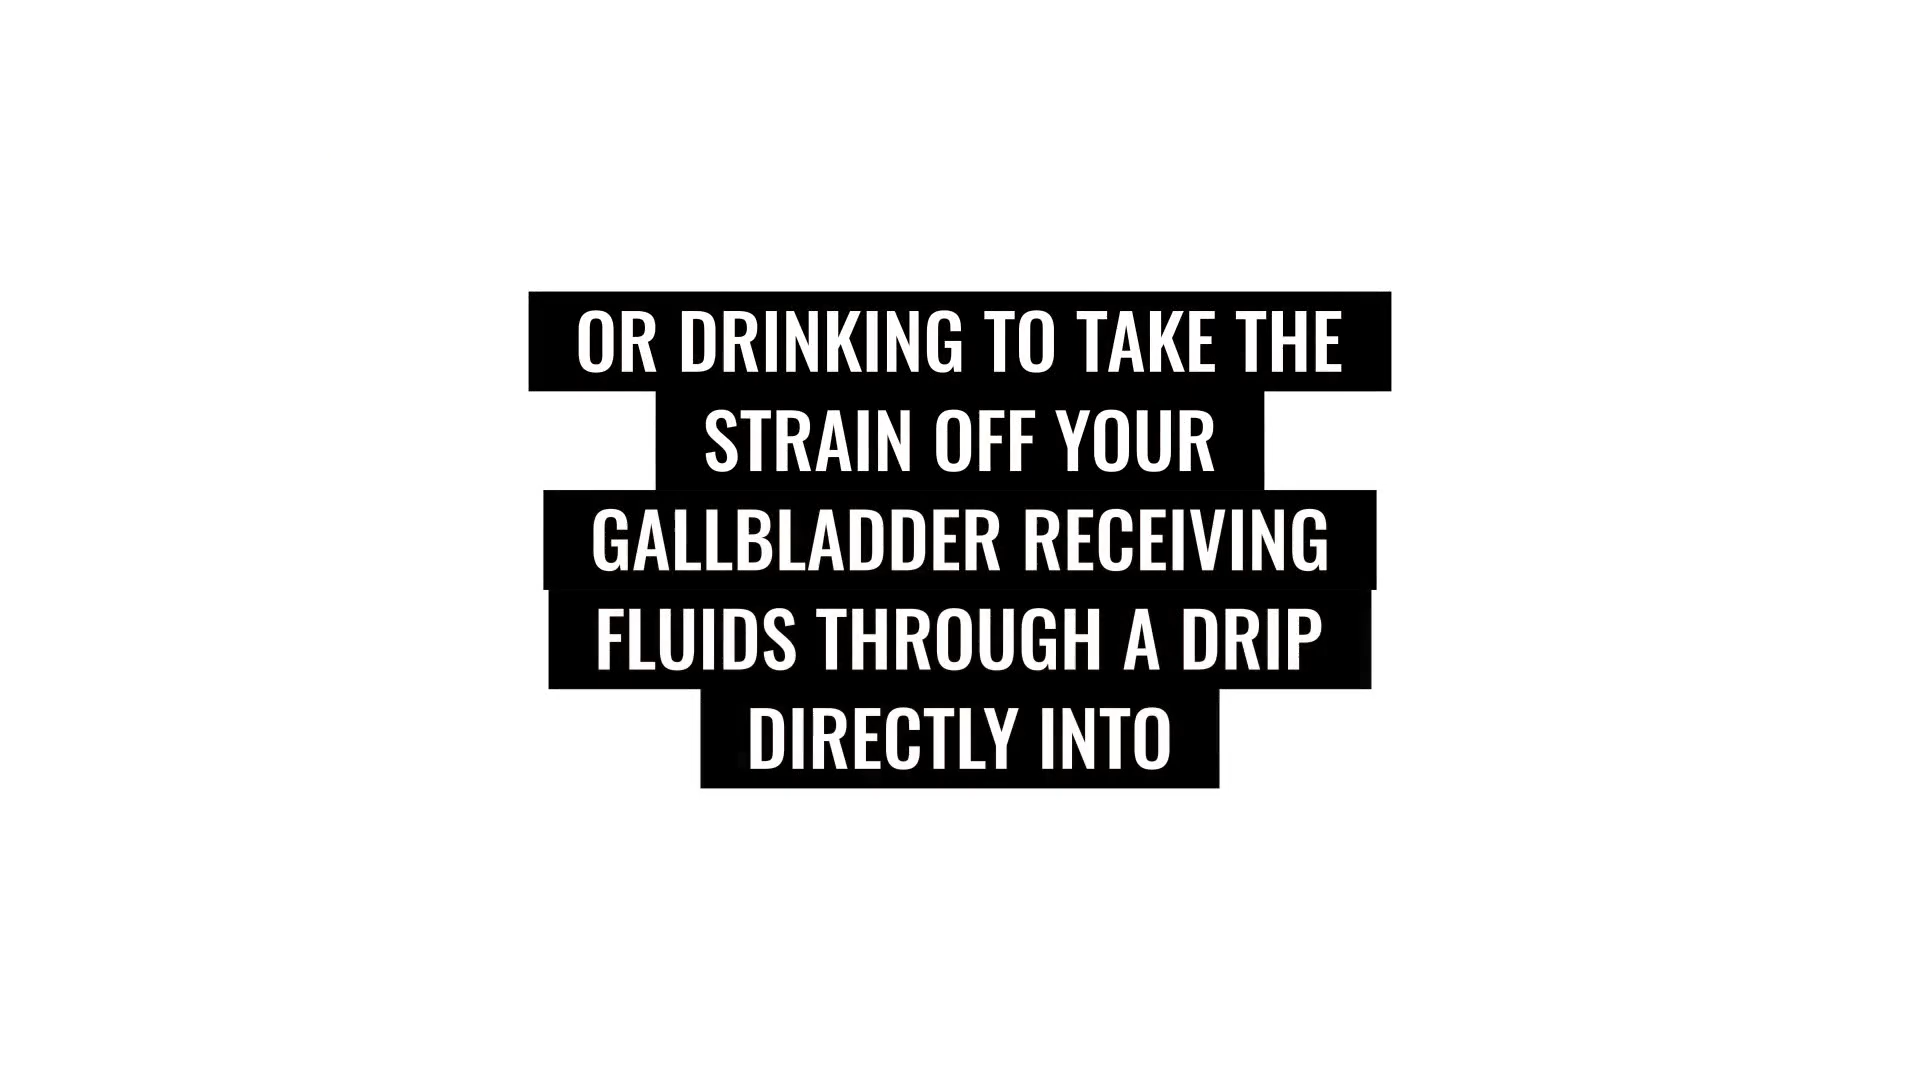 OR DRINKING TO TAKE THE
STRAIN OFF YOUR
GALLBLADDER RECEIVING
FLUIDS THROUGH A DRIP
DIRECTLY INTO